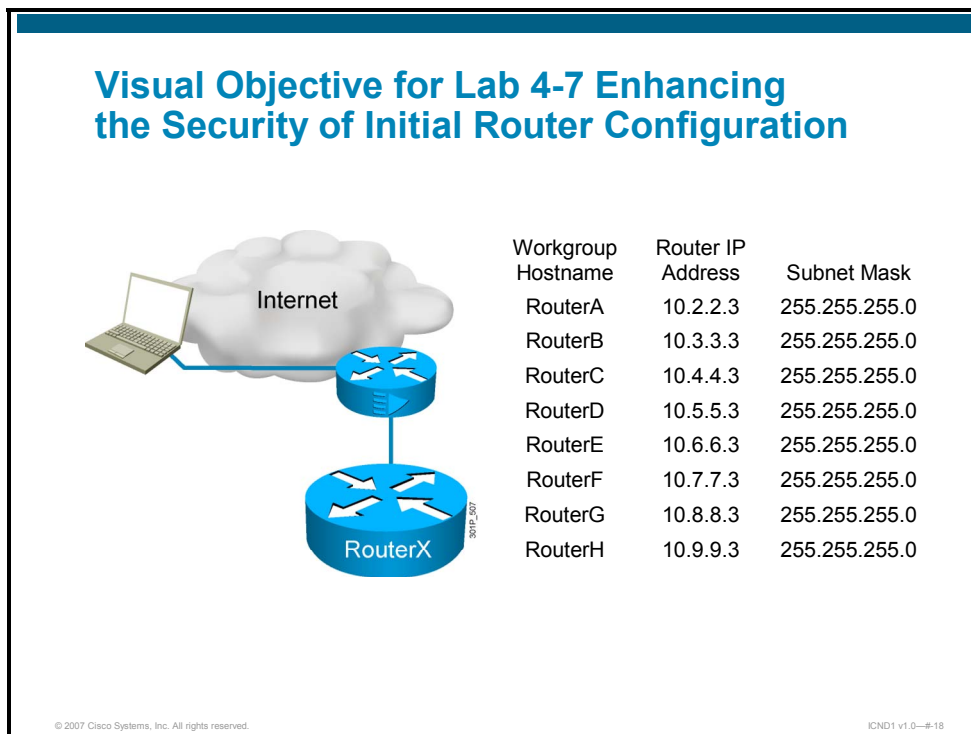 Visual Objective for Lab 4-7 Enhancing
the Security of Initial Router Configuration
Internet
RouterX
301P_507
Workgroup Hostname Router IP Address Subnet Mask
RouterA 10.2.2.3 255.255.255.0
RouterB 10.3.3.3 255.255.255.0
RouterC 10.4.4.3 255.255.255.0
RouterD 10.5.5.3 255.255.255.0
RouterE 10.6.6.3 255.255.255.0
RouterF 10.7.7.3 255.255.255.0
RouterG 10.8.8.3 255.255.255.0
RouterH 10.9.9.3 255.255.255.0
© 2007 Cisco Systems, Inc. All rights reserved. ICND1 v1.0—#-18